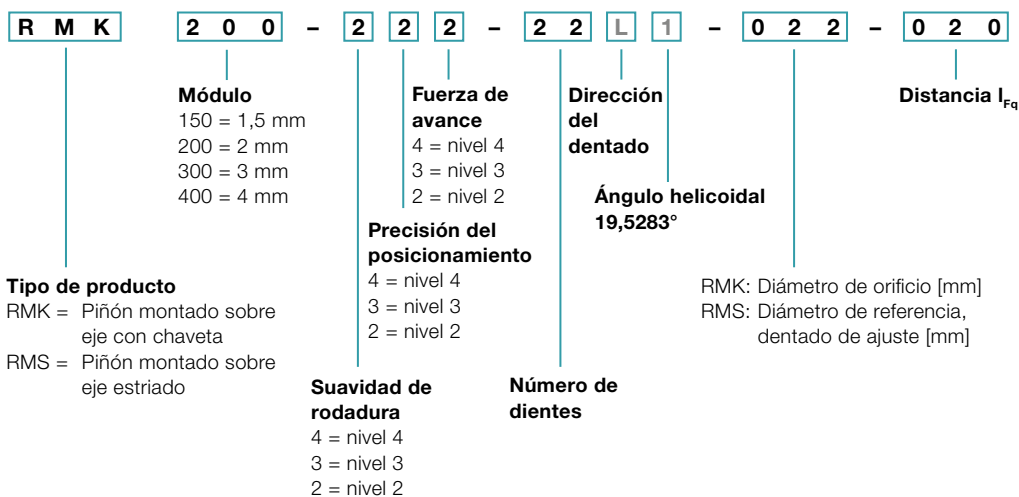 R M K 2 0 0 – 2 2 2 – 2 2 L 1 – 0 2 2 – 0 2 0
Módulo
150 = 1,5 mm
200 = 2 mm
300 = 3 mm
400 = 4 mm
Fuerza de
avance
4 = nivel 4
3 = nivel 3
2 = nivel 2
Dirección
del
dentado
Distancia l_Fq
Ángulo helicoidal
19,5283°
Precisión del
posicionamiento
4 = nivel 4
3 = nivel 3
2 = nivel 2
Tipo de producto
RMK = Piñón montado sobre
eje con chaveta
RMS = Piñón montado sobre
eje estriado
RMK: Diámetro de orificio [mm]
RMS: Diámetro de referencia,
dentado de ajuste [mm]
Suavidad de
rodadura
4 = nivel 4
3 = nivel 3
2 = nivel 2
Número de
dientes